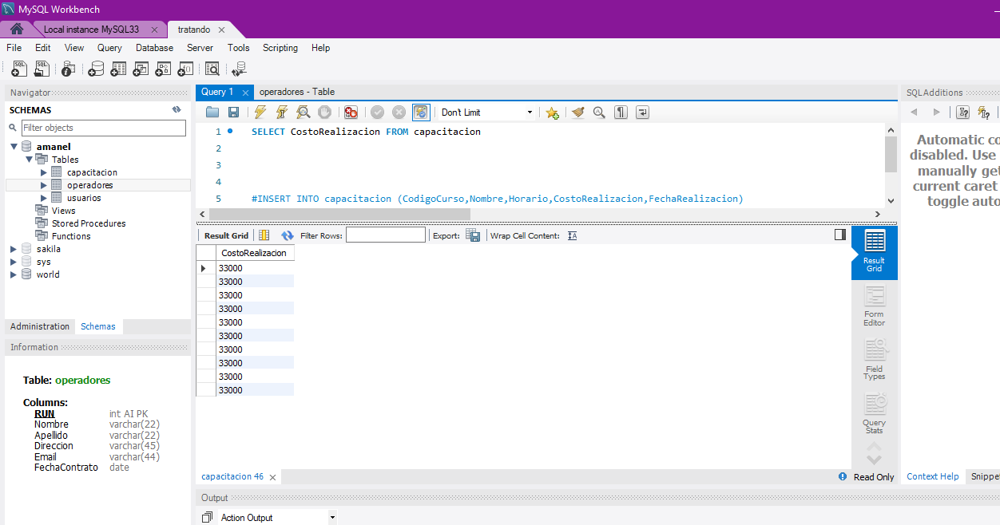 MySQL Workbench
Local instance MySQL33
tratando
File Edit View Query Database Server Tools Scripting Help
Navigator
SCHEMAS
Filter objects
amanel
Tables
capacitacion
operadores
usuarios
Views
Stored Procedures
Functions
sakila
sys
world
Administration Schemas
Information
Table: operadores
Columns:
RUN int AI PK
Nombre varchar(22)
Apellido varchar(22)
Direccion varchar(45)
Email varchar(44)
FechaContrato date
Query 1
operadores - Table
Don't Limit
1 SELECT CostoRealizacion FROM capacitacion
2
3
4
5 #INSERT INTO capacitacion (CodigoCurso,Nombre,Horario,CostoRealizacion,FechaRealizacion)
Result Grid Filter Rows: Export: Wrap Cell Content:
CostoRealizacion
33000
33000
33000
33000
33000
33000
33000
33000
33000
33000
Result
Grid
Form
Editor
Field
Types
Query
Stats
capacitacion 46
Read Only
Output
Action Output
SQLAdditions
Automatic co
disabled. Use
manually get
current caret
toggle auto
Context Help Snippe